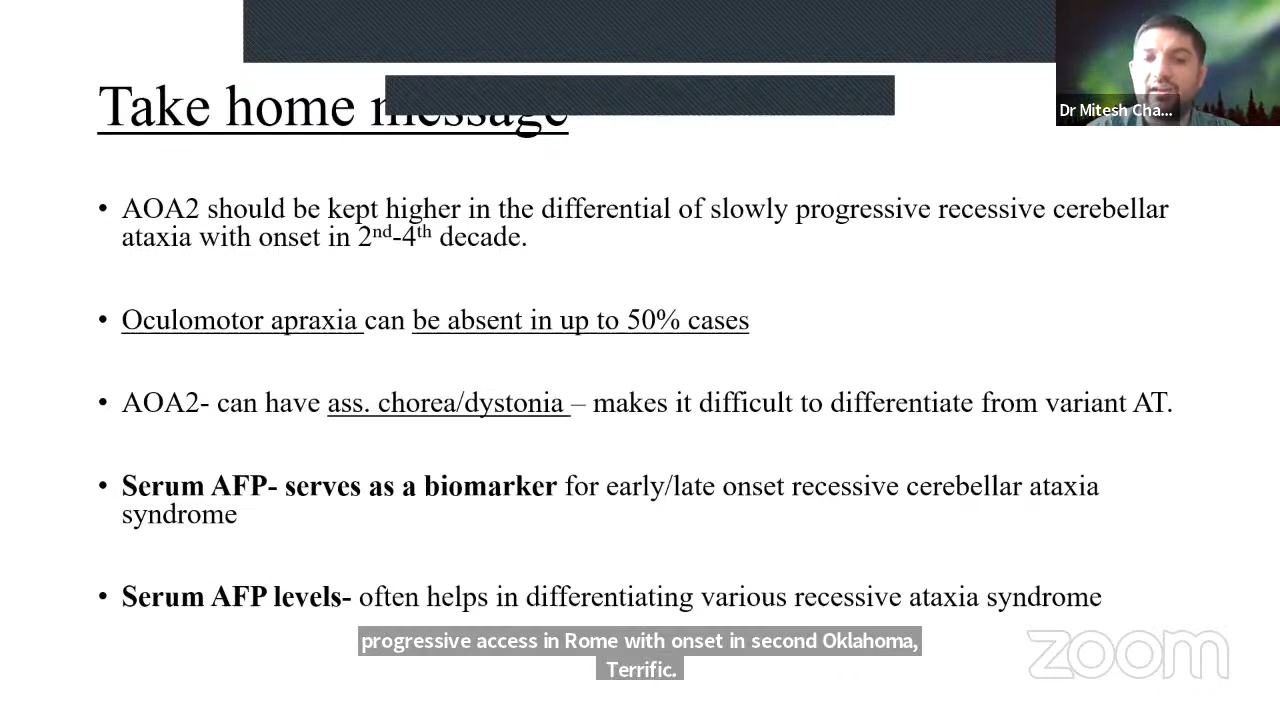 Take home message
Dr Mitesh Cha...
• AOA2 should be kept higher in the differential of slowly progressive recessive cerebellar
ataxia with onset in 2nd-4th decade.
• Oculomotor apraxia can be absent in up to 50% cases
• AOA2- can have ass. chorea/dystonia – makes it difficult to differentiate from variant AT.
• Serum AFP- serves as a biomarker for early/late onset recessive cerebellar ataxia
syndrome
• Serum AFP levels- often helps in differentiating various recessive ataxia syndrome
progressive access in Rome with onset in second Oklahoma,
Terrific.
zoom